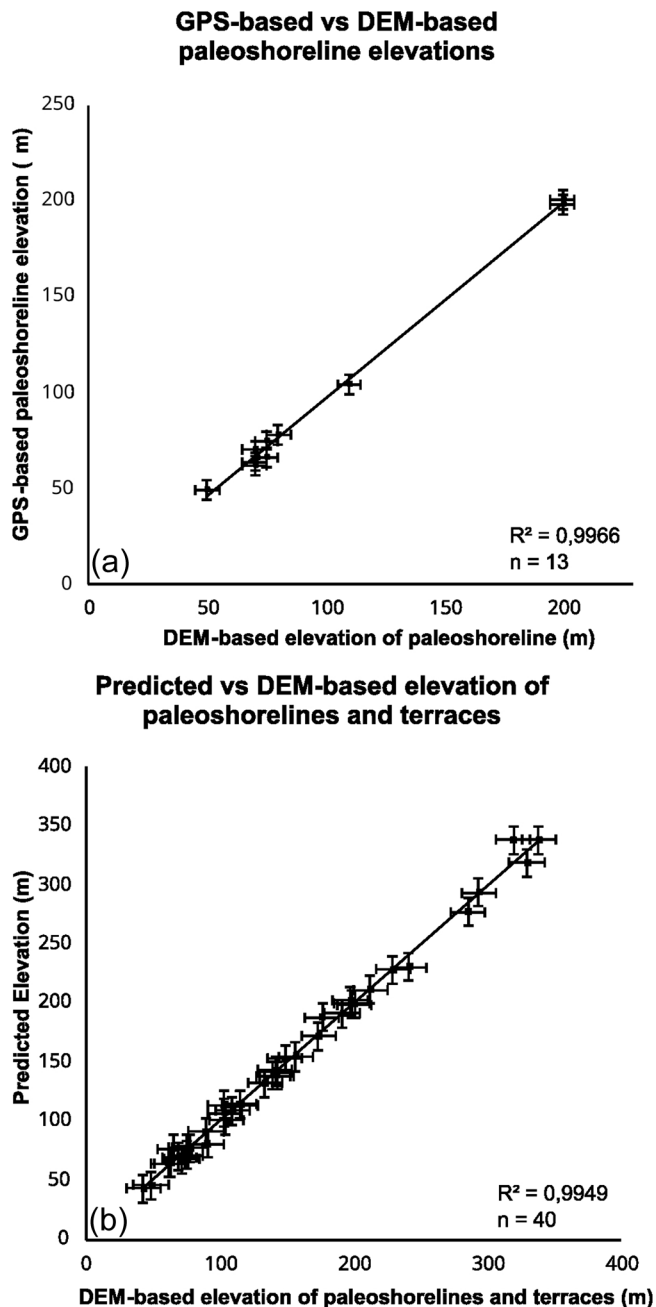 GPS-based vs DEM-based
paleoshoreline elevations
GPS-based paleoshoreline elevation ( m)
250
200
150
100
50
0
(a)
R² = 0,9966
n = 13
0 50 100 150 200
DEM-based elevation of paleoshoreline (m)
Predicted vs DEM-based elevation of
paleoshorelines and terraces
Predicted Elevation (m)
400
350
300
250
200
150
100
50
0
(b)
R² = 0,9949
n = 40
0 100 200 300 400
DEM-based elevation of paleoshorelines and terraces (m)